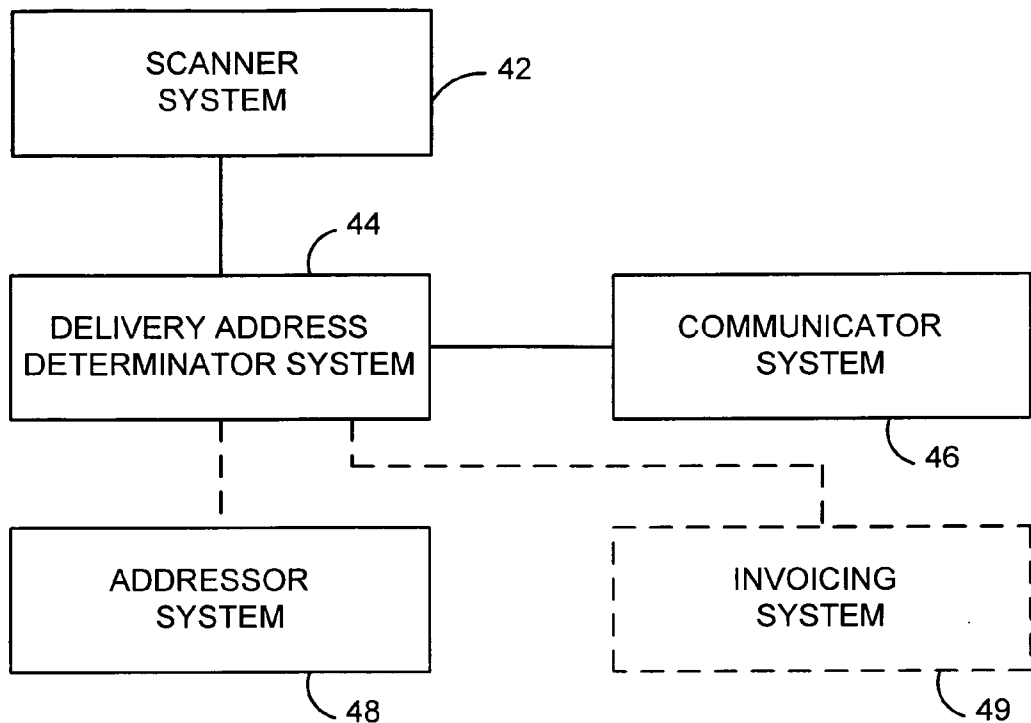 SCANNER
SYSTEM
42
44
DELIVERY ADDRESS
DETERMINATOR SYSTEM
COMMUNICATOR
SYSTEM
46
ADDRESSOR
SYSTEM
INVOICING
SYSTEM
48
49